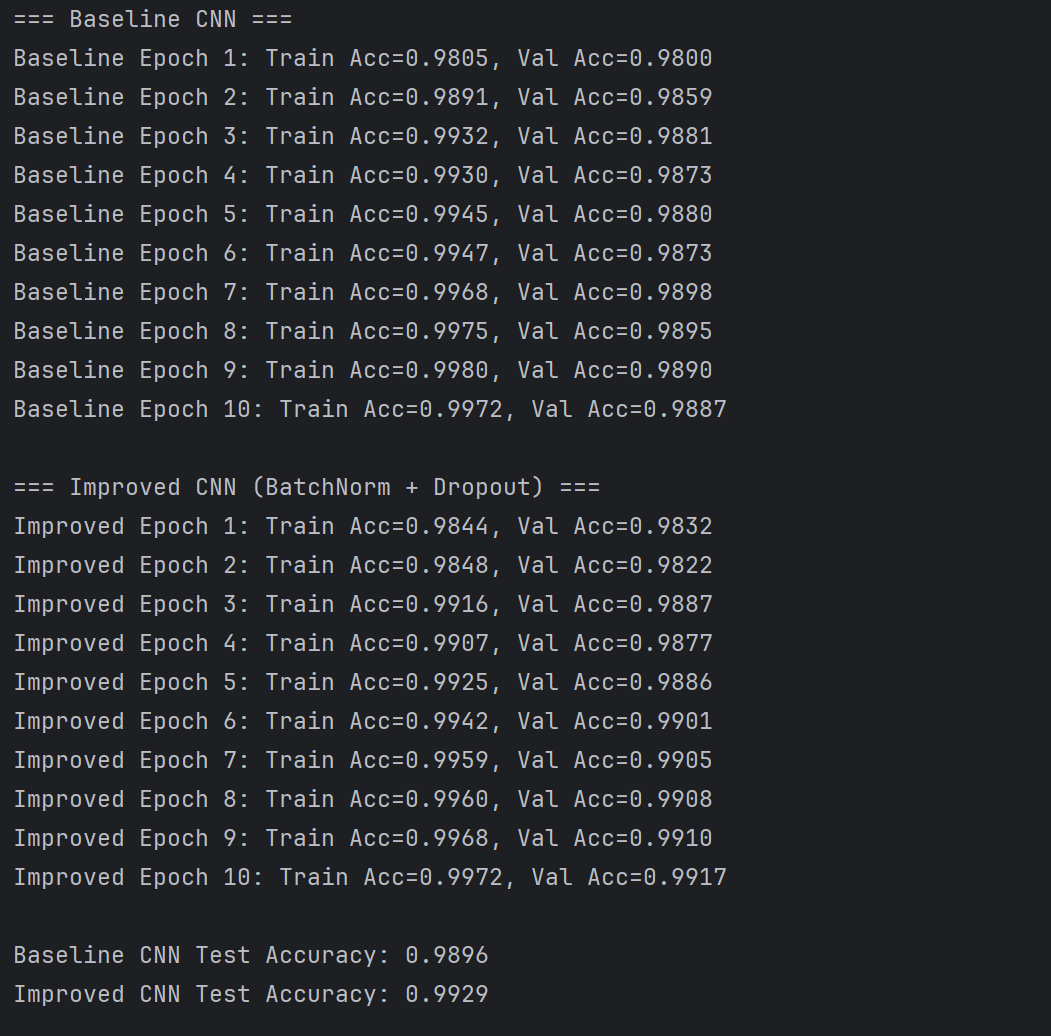 === Baseline CNN ===
Baseline Epoch 1: Train Acc=0.9805, Val Acc=0.9800
Baseline Epoch 2: Train Acc=0.9891, Val Acc=0.9859
Baseline Epoch 3: Train Acc=0.9932, Val Acc=0.9881
Baseline Epoch 4: Train Acc=0.9930, Val Acc=0.9873
Baseline Epoch 5: Train Acc=0.9945, Val Acc=0.9880
Baseline Epoch 6: Train Acc=0.9947, Val Acc=0.9873
Baseline Epoch 7: Train Acc=0.9968, Val Acc=0.9898
Baseline Epoch 8: Train Acc=0.9975, Val Acc=0.9895
Baseline Epoch 9: Train Acc=0.9980, Val Acc=0.9890
Baseline Epoch 10: Train Acc=0.9972, Val Acc=0.9887
=== Improved CNN (BatchNorm + Dropout) ===
Improved Epoch 1: Train Acc=0.9844, Val Acc=0.9832
Improved Epoch 2: Train Acc=0.9848, Val Acc=0.9822
Improved Epoch 3: Train Acc=0.9916, Val Acc=0.9887
Improved Epoch 4: Train Acc=0.9907, Val Acc=0.9877
Improved Epoch 5: Train Acc=0.9925, Val Acc=0.9886
Improved Epoch 6: Train Acc=0.9942, Val Acc=0.9901
Improved Epoch 7: Train Acc=0.9959, Val Acc=0.9905
Improved Epoch 8: Train Acc=0.9960, Val Acc=0.9908
Improved Epoch 9: Train Acc=0.9968, Val Acc=0.9910
Improved Epoch 10: Train Acc=0.9972, Val Acc=0.9917
Baseline CNN Test Accuracy: 0.9896
Improved CNN Test Accuracy: 0.9929